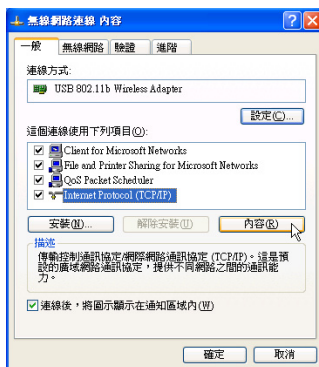 無線網路連線 內容
一般 無線網路 驗證 進階
連線方式:
USB 802.11b Wireless Adapter
設定(C)...
這個連線使用下列項目(O):
Client for Microsoft Networks
File and Printer Sharing for Microsoft Networks
QoS Packet Scheduler
Internet Protocol (TCP/IP)
安裝(N)... 解除安裝(U) 內容(R)
描述
傳輸控制通訊協定/網際網路通訊協定 (TCP/IP)。這是預
設的廣域網路通訊協定,提供不同網路之間的通訊能
力。
連線後,將圖示顯示在通知區域內(W)
確定 取消